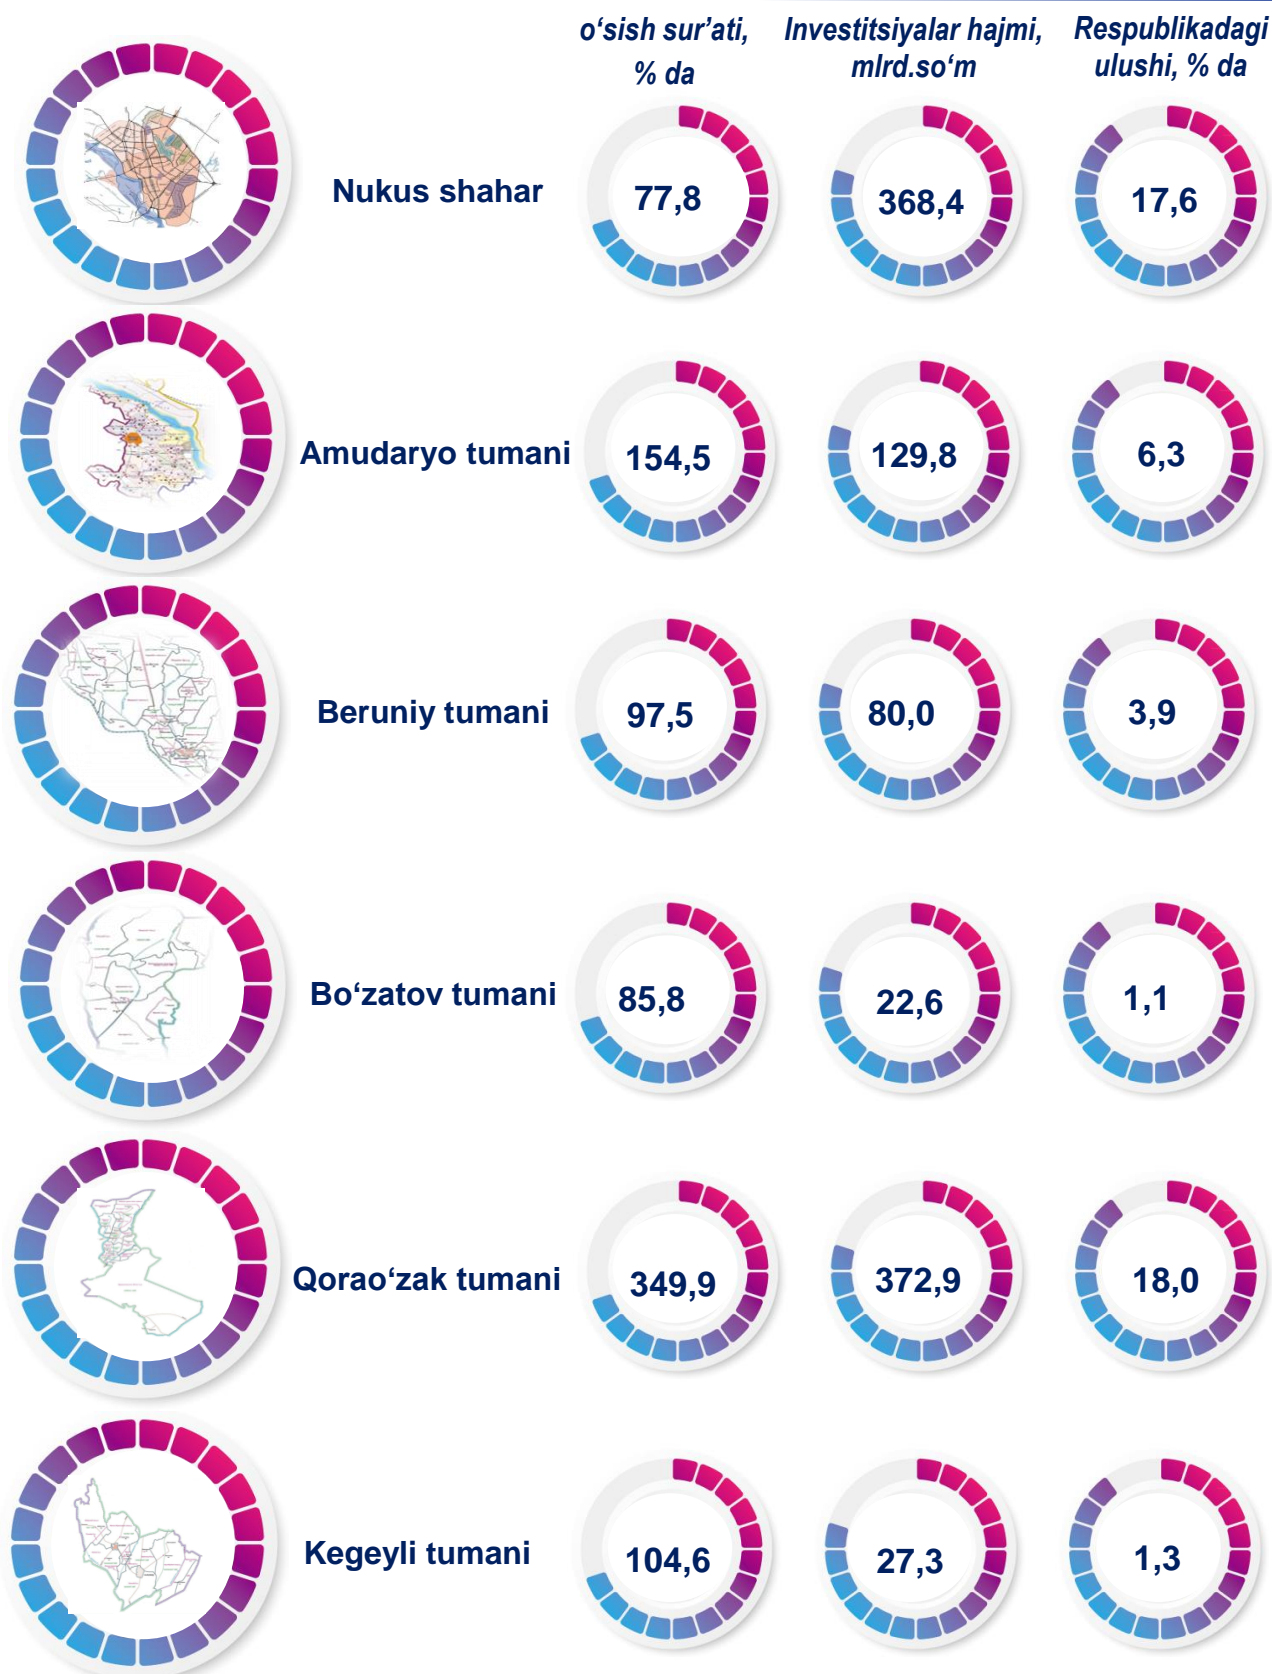 o‘sish sur’ati,
% da
Investitsiyalar hajmi,
mlrd.so‘m
Respublikadagi
ulushi, % da
Nukus shahar
77,8
368,4
17,6
Amudaryo tumani
154,5
129,8
6,3
Beruniy tumani
97,5
80,0
3,9
Bo‘zatov tumani
85,8
22,6
1,1
Qorao‘zak tumani
349,9
372,9
18,0
Kegeyli tumani
104,6
27,3
1,3